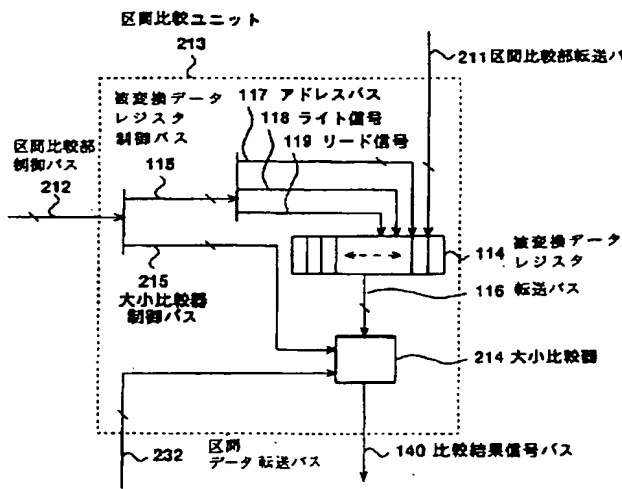 区間比較ユニット
213
211 区間比較部転送バ
被変換データ
レジスタ
制御バス
117 アドレスバス
118 ライト信号
119 リード信号
区間比較部
制御バス
212
115
215
大小比較器
制御バス
114 被変換データ
レジスタ
116 転送バス
214 大小比較器
232
区間
データ転送バス
140 比較結果信号バス